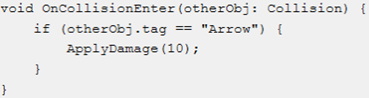 void OnCollisionEnter(otherObj: Collision) {
    if (otherObj.tag == "Arrow") {
        ApplyDamage(10);
    }
}